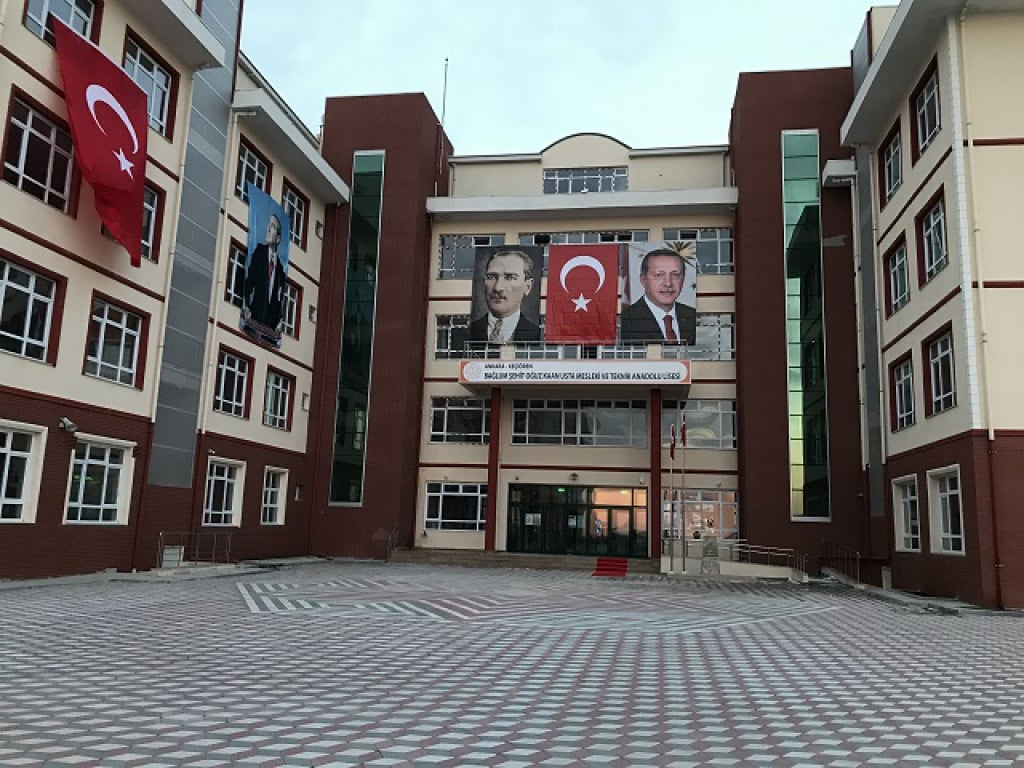 ANKARA - KEÇİÖREN
BAĞLUM ŞEHİT OĞUZ KAAN USTA MESLEKİ VE TEKNİK ANADOLU LİSESİ